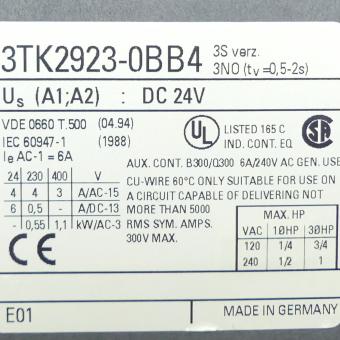 3TK2923-0BB4 3S verz.
3NO (tv=0,5-2s)
Us (A1;A2) : DC 24V
VDE 0660 T.500 (04.94)
IEC 60947-1 (1988)
Ie AC-1 = 6A
UL LISTED 165 C
IND. CONT. EQ
SA
AUX. CONT. B300/Q300 6A/240V AC GEN. USE
CU-WIRE 60°C ONLY SUITABLE FOR USE ON
A CIRCUIT CAPABLE OF DELIVERING NOT
MORE THAN 5000
RMS SYM. AMPS.
300V MAX.
24 230 400 V
4 4 3 A/AC-15
6 0,5 - A/DC-13
- 0,55 1,1 kW/AC-3
MAX. HP
VAC 1ØHP 3ØHP
120 1/4 3/4
240 1/2 1
CE
E01 MADE IN GERMANY